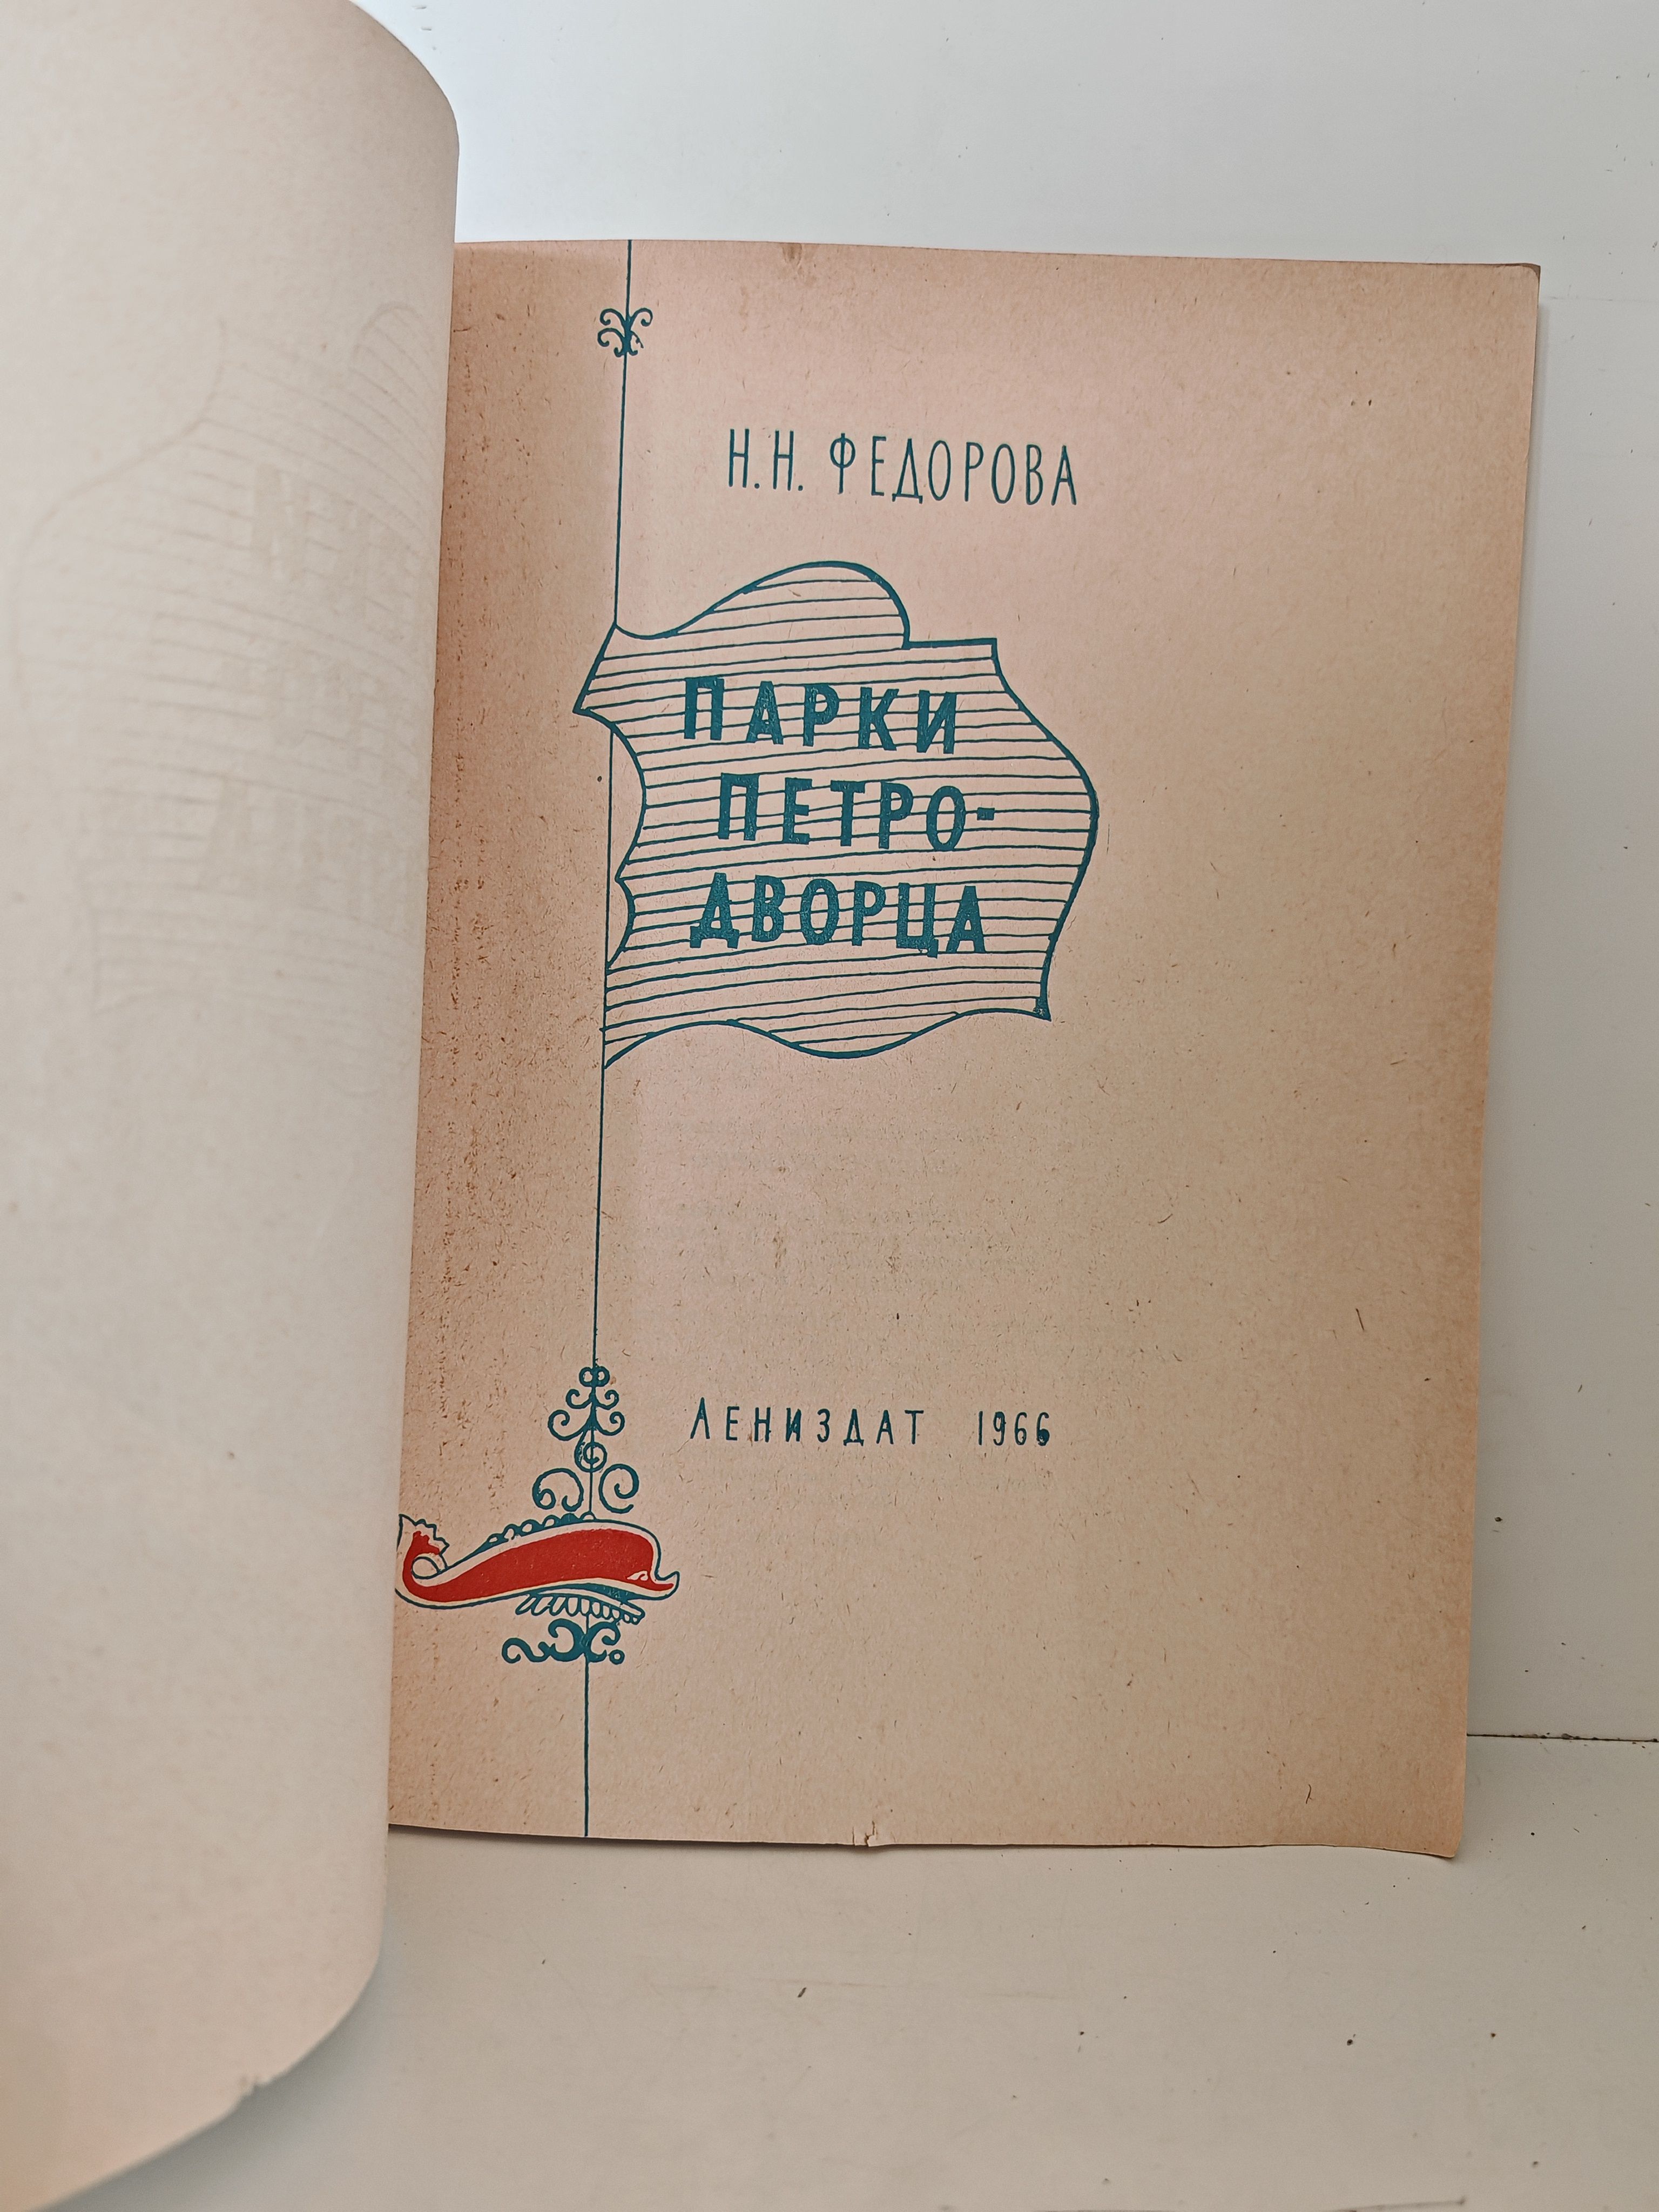 Н.Н. ФЕДОРОВА
ПАРКИ
ПЕТРО-
ДВОРЦА
ЛЕНИЗДАТ 1966